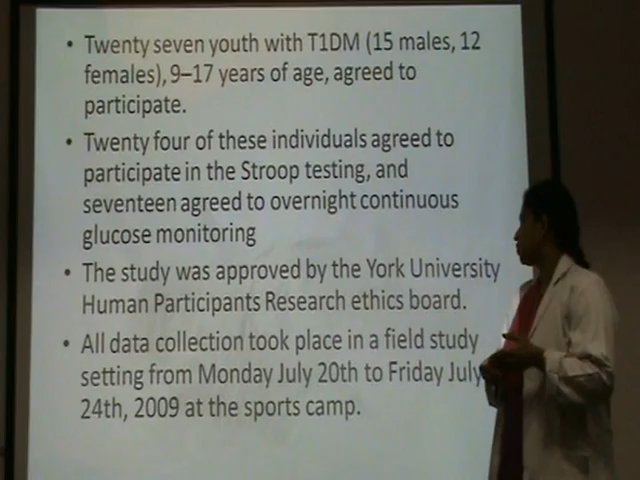 • Twenty seven youth with T1DM (15 males, 12
females), 9–17 years of age, agreed to
participate.
• Twenty four of these individuals agreed to
participate in the Stroop testing, and
seventeen agreed to overnight continuous
glucose monitoring
• The study was approved by the York University
Human Participants Research ethics board.
• All data collection took place in a field study
setting from Monday July 20th to Friday July
24th, 2009 at the sports camp.